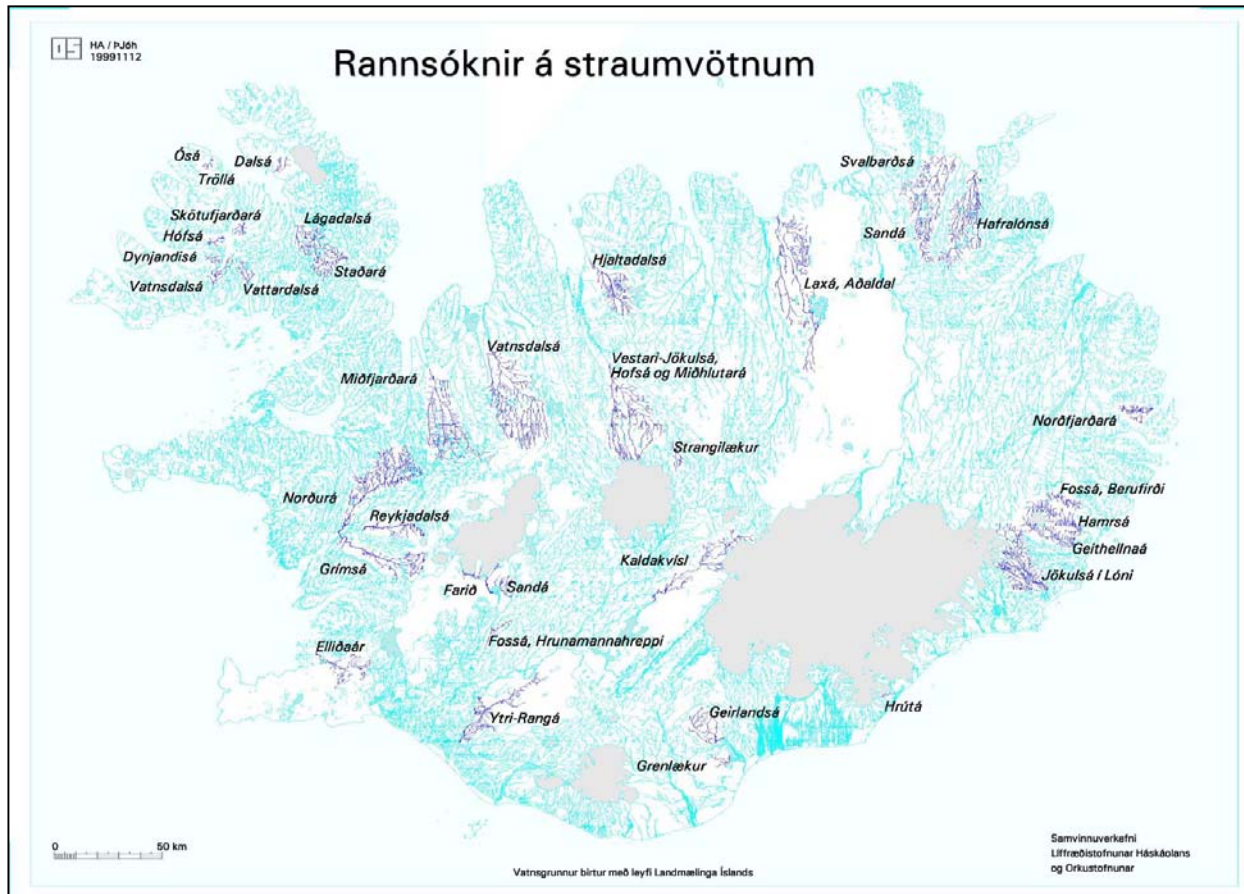 OS
HA / ÞJóh
19991112
Rannsóknir á straumvötnum
Ósá
Dalsá
Tröllá
Svalbarðsá
Skötufjarðará
Lágadalsá
Hófsá
Sandá
Hafralónsá
Dynjandisá
Staðará
Hjaltadalsá
Vatnsdalsá
Vattardalsá
Laxá, Aðaldal
Vatnsdalsá
Vestari-Jökulsá,
Hofsá og Miðhlutará
Miðfjarðará
Norðfjarðará
Strangilækur
Norðurá
Fossá, Berufirði
Reykjadalsá
Hamrsá
Geithellnaá
Kaldakvísl
Grímsá
Jökulsá í Lóni
Farið
Sandá
Fossá, Hrunamannahreppi
Elliðaár
Hrútá
Ytri-Rangá
Geirlandsá
Grenlækur
0 50 km
Samvinnuverkefni
Líffræðistofnunar Háskáolans
og Orkustofnunar
Vatnsgrunnur birtur með leyfi Landmælinga Íslands